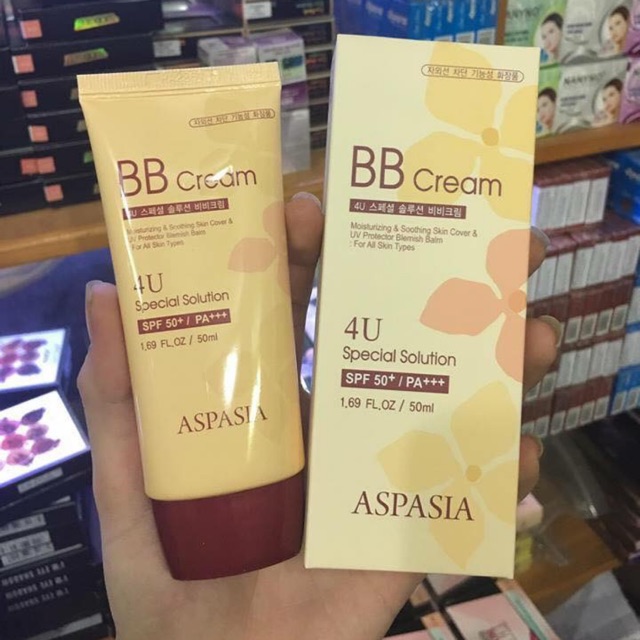 자외선 차단 기능성 화장품
BB Cream
4U 스페셜 솔루션 비비크림
Moisturizing & Soothing Skin Cover &
UV Protector Blemish Balm
: For All Skin Types
4U
Special Solution
SPF 50+ / PA+++
1.69 FL.OZ / 50ml
ASPASIA
자외선 차단 기능성 화장품
BB Cream
4U 스페셜 솔루션 비비크림
Moisturizing & Soothing Skin Cover &
UV Protector Blemish Balm
: For All Skin Types
4U
Special Solution
SPF 50+ / PA+++
1.69 FL.OZ / 50ml
ASPASIA